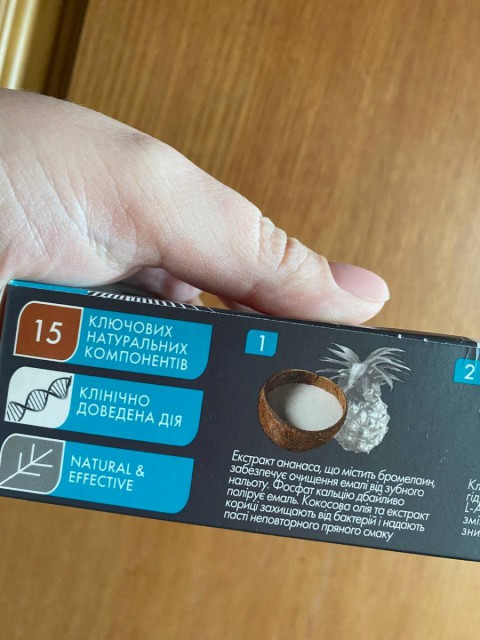 15
КЛЮЧОВИХ
НАТУРАЛЬНИХ
КОМПОНЕНТІВ
КЛІНІЧНО
ДОВЕДЕНА ДІЯ
NATURAL &
EFFECTIVE
1
Екстракт ананаса, що містить бромелаин,
забезпечує очищення емалі від зубного
нальоту. Фосфат кальцію дбайливо
полірує емаль. Кокосова олія та екстракт
кориці захищають від бактерій і надають
пасті неповторного пряного смаку
2